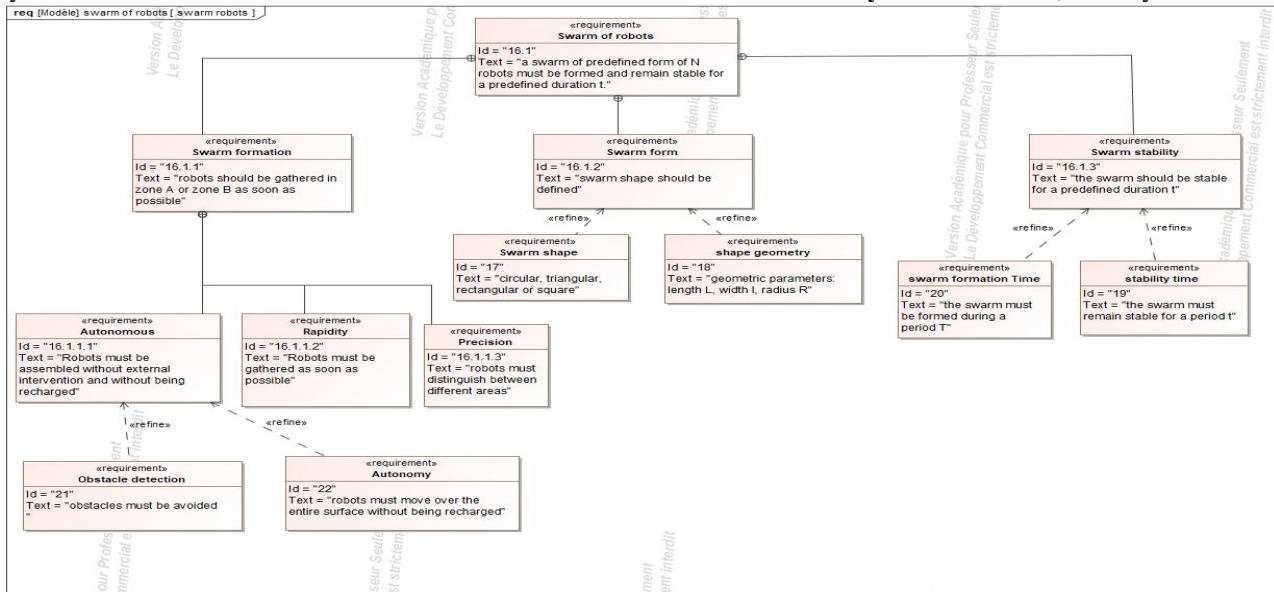 req [Modèle] swarm of robots [ swarm robots ]
«requirement»
Swarm of robots
Id = "16.1"
Text = "a swarm of predefined form of N
robots must be formed and remain stable for
a predefined duration t."
«requirement»
Swarm formation
Id = "16.1.1"
Text = "robots should be gathered in
zone A or zone B as soon as
possible"
«requirement»
Swarm form
Id = "16.1.2"
Text = "swarm shape should be
defined"
«requirement»
Swarm stability
Id = "16.1.3"
Text = "the swarm should be stable
for a predefined duration t"
«refine»
«refine»
«refine»
«refine»
«requirement»
Swarm shape
Id = "17"
Text = "circular, triangular,
rectangular or square"
«requirement»
shape geometry
Id = "18"
Text = "geometric parameters:
length L, width l, radius R"
«requirement»
swarm formation Time
Id = "20"
Text = "the swarm must
be formed during a
period T"
«requirement»
stability time
Id = "19"
Text = "the swarm must
remain stable for a period t"
«requirement»
Autonomous
Id = "16.1.1.1"
Text = "Robots must be
assembled without external
intervention and without being
recharged"
«requirement»
Rapidity
Id = "16.1.1.2"
Text = "Robots must be
gathered as soon as
possible"
«requirement»
Precision
Id = "16.1.1.3"
Text = "robots must
distinguish between
different areas"
«refine»
«refine»
«requirement»
Obstacle detection
Id = "21"
Text = "obstacles must be avoided
"
«requirement»
Autonomy
Id = "22"
Text = "robots must move over the
entire surface without being recharged"
Version Aca
Le Dévelop
Version Académique p
Le Développement Con
Version Académique pour Professeur Seulement
Le Développement Commercial est strictement interdit